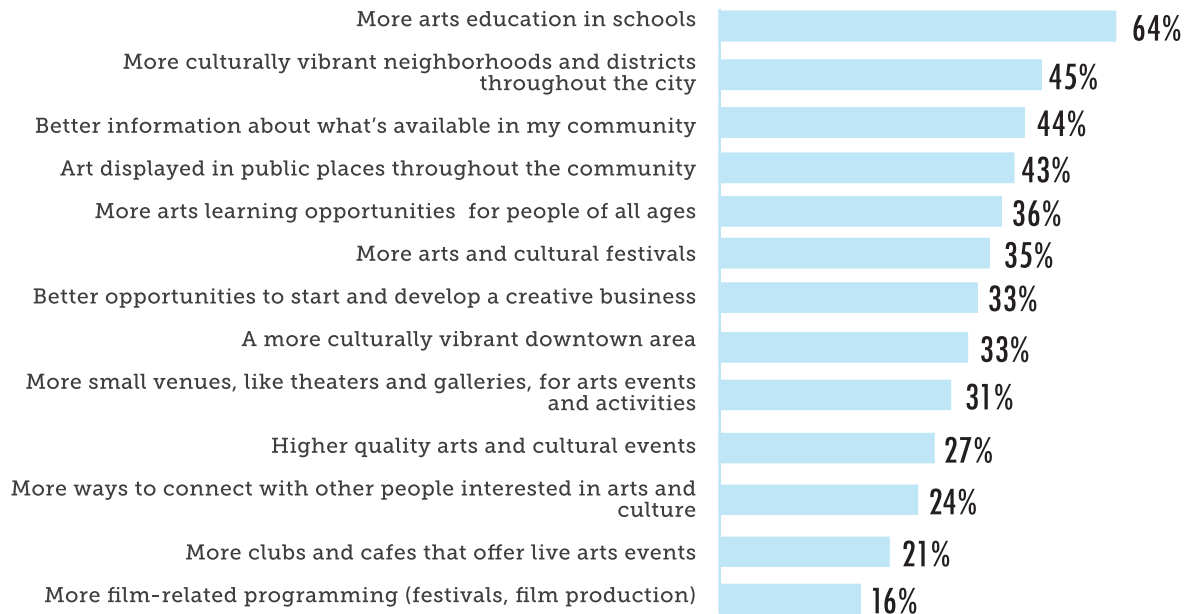 More arts education in schools
64%
More culturally vibrant neighborhoods and districts
throughout the city
45%
Better information about what's available in my community
44%
Art displayed in public places throughout the community
43%
More arts learning opportunities  for people of all ages
36%
More arts and cultural festivals
35%
Better opportunities to start and develop a creative business
33%
A more culturally vibrant downtown area
33%
More small venues, like theaters and galleries, for arts events
and activities
31%
Higher quality arts and cultural events
27%
More ways to connect with other people interested in arts and
culture
24%
More clubs and cafes that offer live arts events
21%
More film-related programming (festivals, film production)
16%